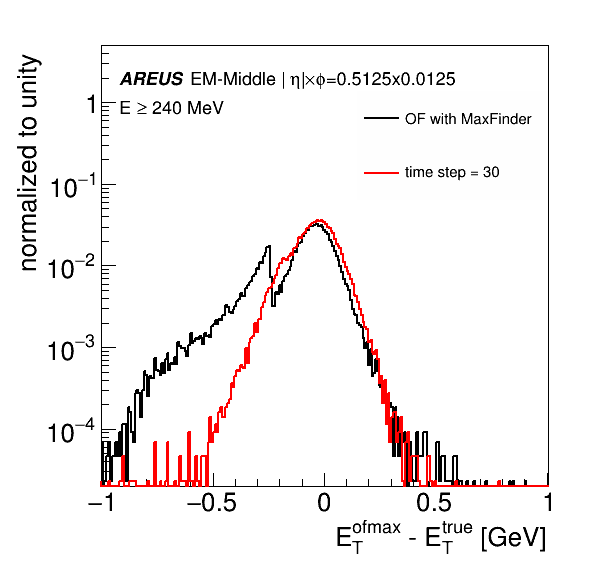 normalized to unity
AREUS EM-Middle | η|×ϕ=0.5125x0.0125
E ≥ 240 MeV
OF with MaxFinder
time step = 30
1
10⁻¹
10⁻²
10⁻³
10⁻⁴
−1 −0.5 0 0.5 1
E_T^ofmax - E_T^true [GeV]